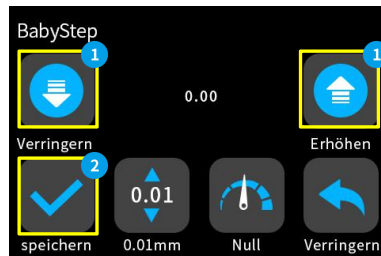 BabyStep
1
1
0.00
Verringern
Erhöhen
2
0.01
speichern
0.01mm
Null
Verringern